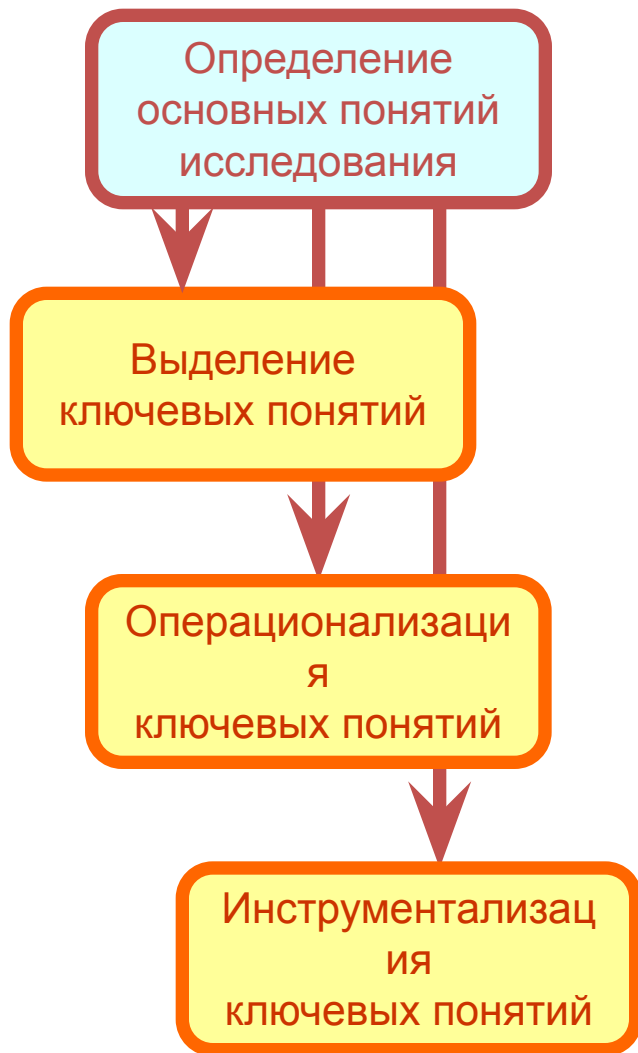 Определение
основных понятий
исследования
Выделение
ключевых понятий
Операционализаци
я
ключевых понятий
Инструментализац
ия
ключевых понятий